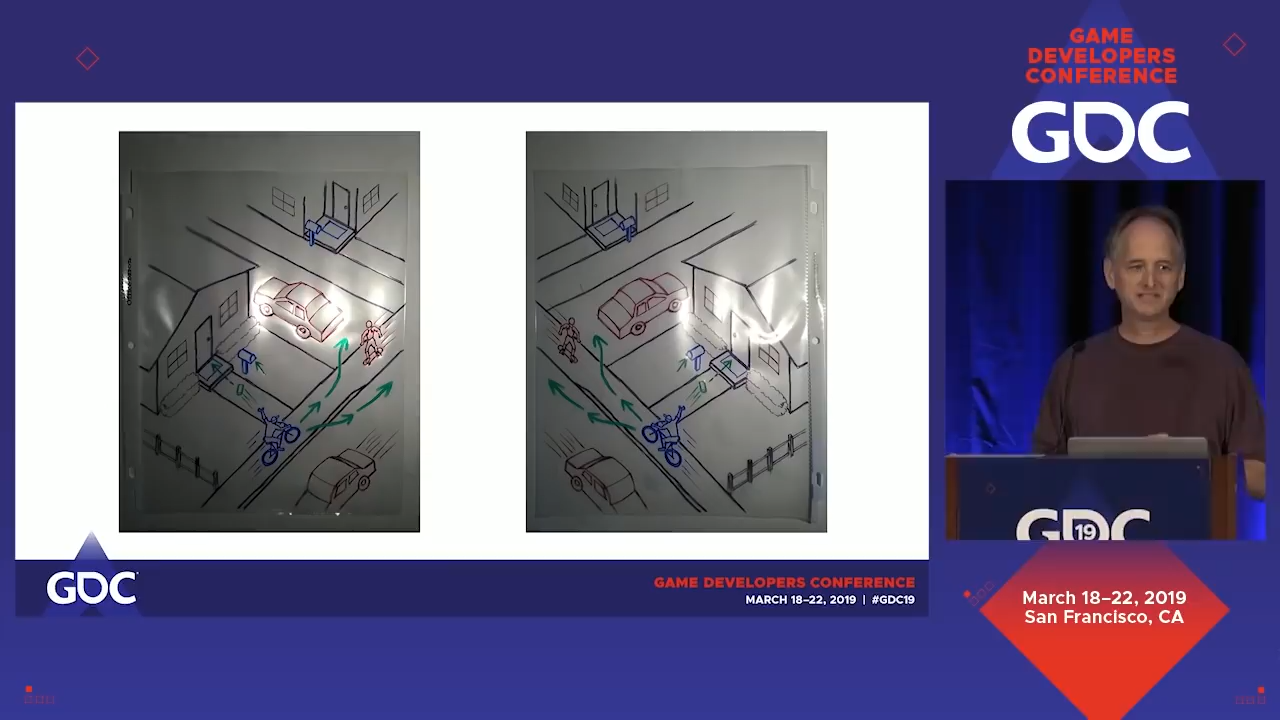 GAME
DEVELOPERS
CONFERENCE
GDC
GDC
19
GDC
GAME DEVELOPERS CONFERENCE
MARCH 18–22, 2019 | #GDC19
March 18–22, 2019
San Francisco, CA